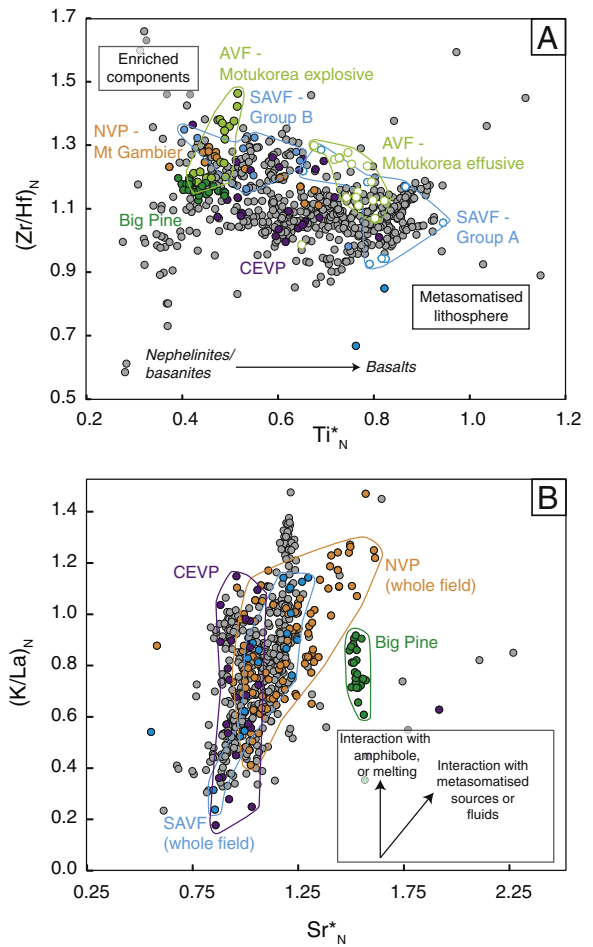 A
1.7
1.5
1.3
1.1
0.9
0.7
0.5
(Zr/Hf)N
Enriched
components
AVF -
Motukorea explosive
SAVF -
Group B
NVP -
Mt Gambier
AVF -
Motukorea effusive
Big Pine
SAVF -
Group A
CEVP
Metasomatised
lithosphere
Nephelinites/
basanites
Basalts
0.2 0.4 0.6 0.8 1.0 1.2
Ti*N
B
1.4
1.2
1.0
0.8
0.6
0.4
0.2
0.0
(K/La)N
CEVP
NVP
(whole field)
Big Pine
SAVF
(whole field)
Interaction with
amphibole,
or melting
Interaction with
metasomatised
sources or
fluids
0.25 0.75 1.25 1.75 2.25
Sr*N